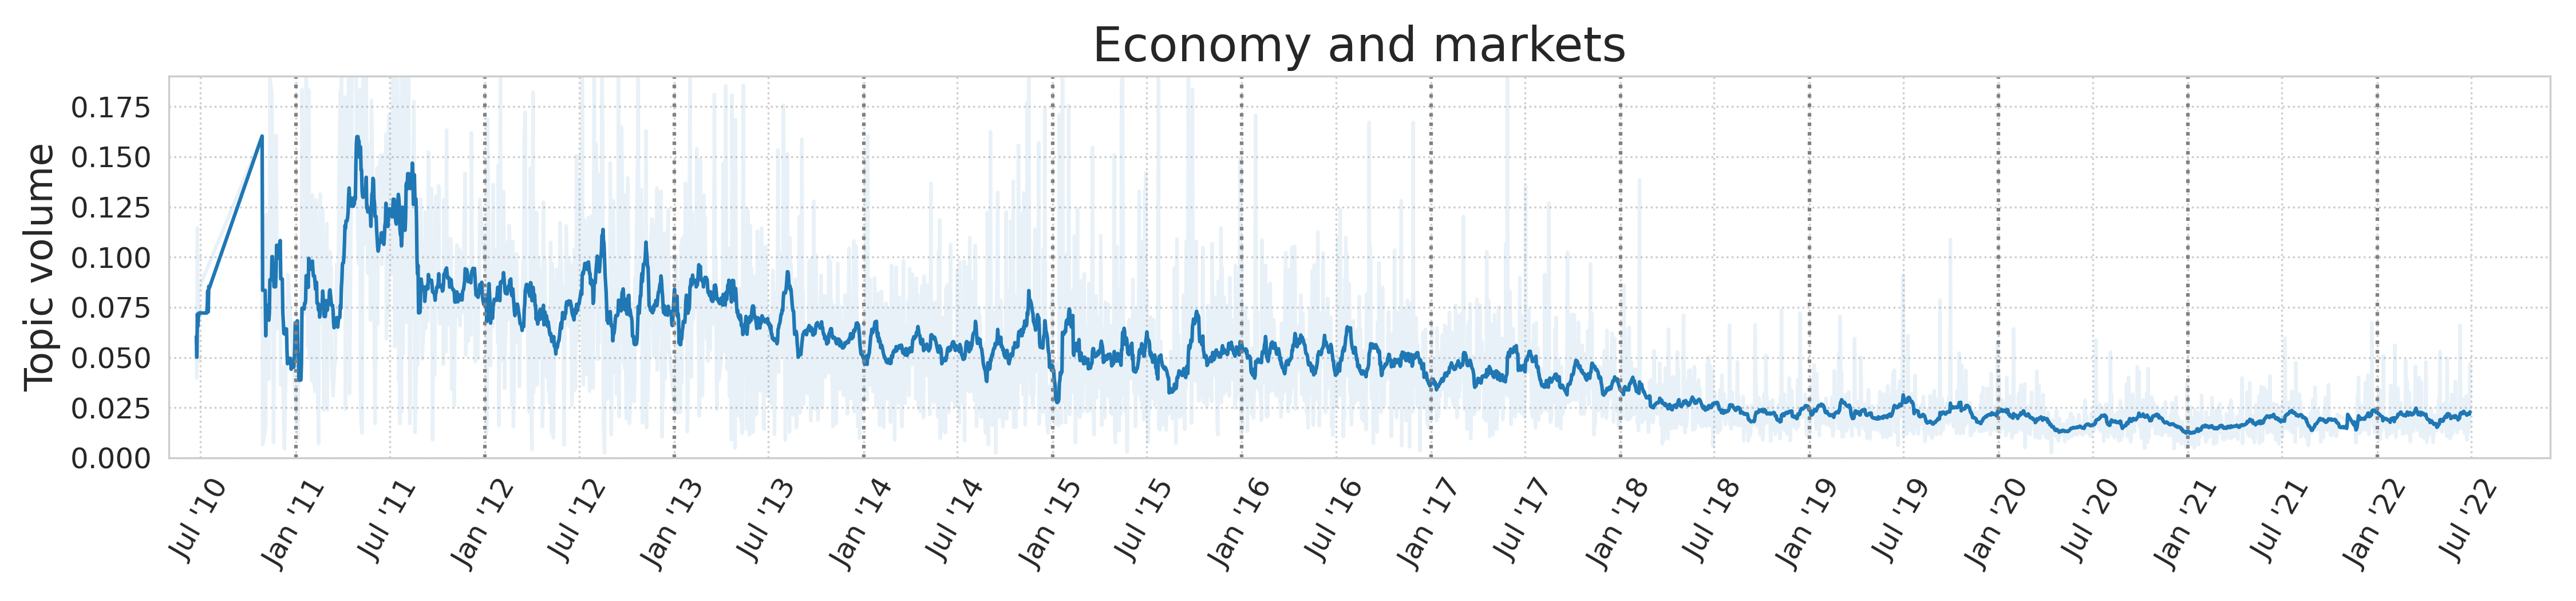 Economy and markets
Topic volume
0.175
0.150
0.125
0.100
0.075
0.050
0.025
0.000
Jul '10
Jan '11
Jul '11
Jan '12
Jul '12
Jan '13
Jul '13
Jan '14
Jul '14
Jan '15
Jul '15
Jan '16
Jul '16
Jan '17
Jul '17
Jan '18
Jul '18
Jan '19
Jul '19
Jan '20
Jul '20
Jan '21
Jul '21
Jan '22
Jul '22